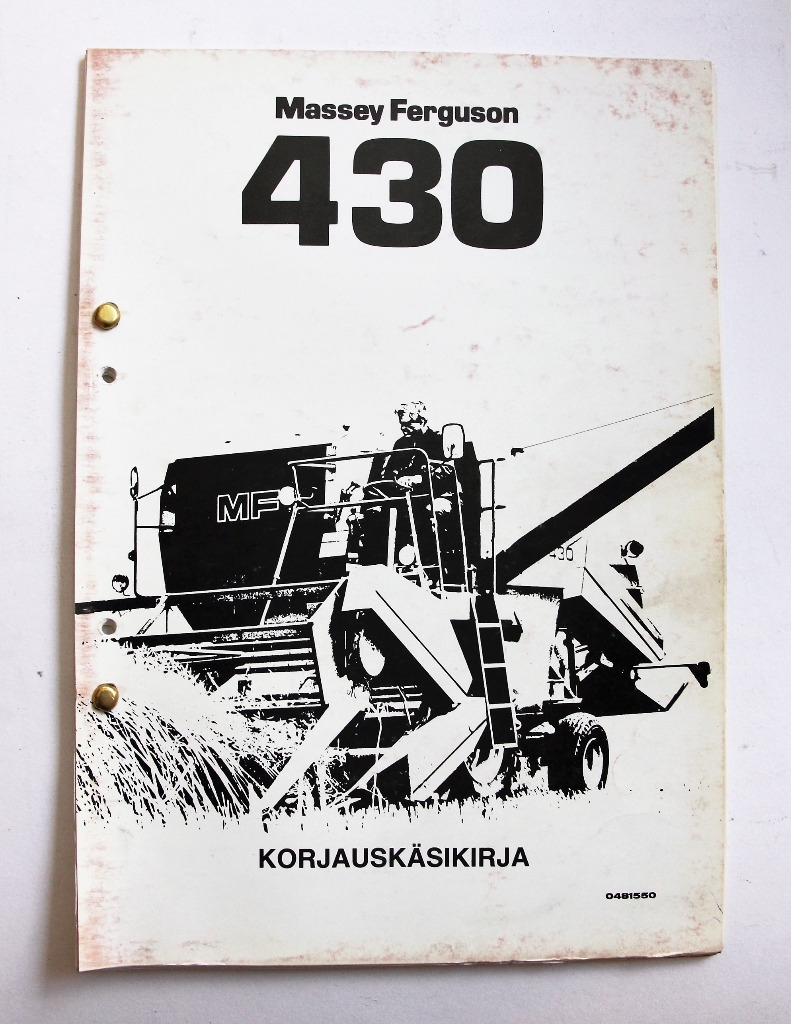 Massey Ferguson
430
MF
430
KORJAUSKÄSIKIRJA
0481550